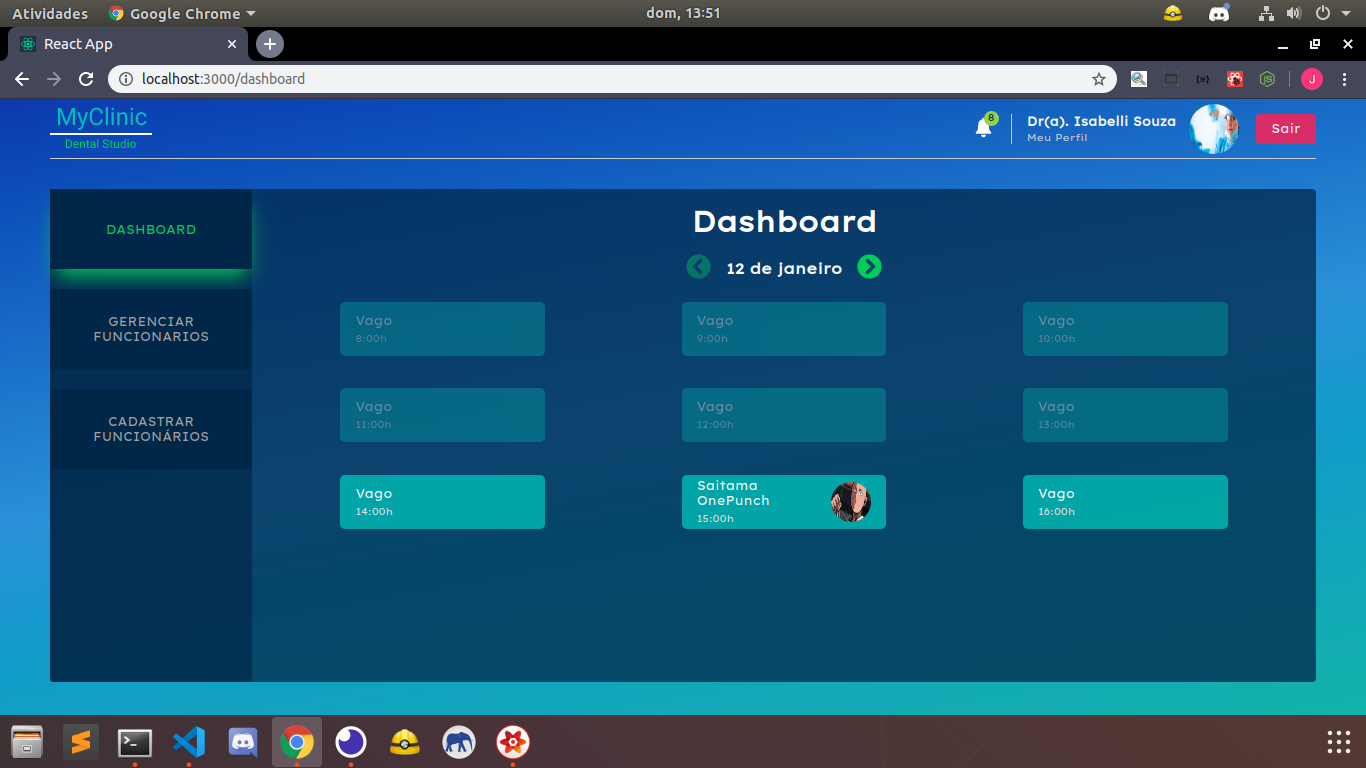 Atividades
Google Chrome
dom, 13:51
React App
localhost:3000/dashboard
J
MyClinic
Dental Studio
8
Dr(a). Isabelli Souza
Meu Perfil
Sair
DASHBOARD
GERENCIAR
FUNCIONARIOS
CADASTRAR
FUNCIONÁRIOS
Dashboard
12 de janeiro
Vago
8:00h
Vago
9:00h
Vago
10:00h
Vago
11:00h
Vago
12:00h
Vago
13:00h
Vago
14:00h
Saitama
OnePunch
15:00h
Vago
16:00h